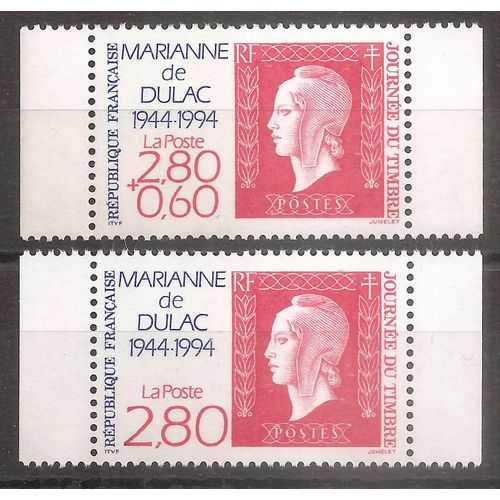 RÉPUBLIQUE FRANÇAISE
MARIANNE
de
DULAC
1944-1994
La Poste
2,80
+0,60
ITVF
RF
POSTES
JOURNÉE DU TIMBRE
JUMELET
RÉPUBLIQUE FRANÇAISE
MARIANNE
de
DULAC
1944-1994
La Poste
2,80
ITVF
RF
POSTES
JOURNÉE DU TIMBRE
JUMELET